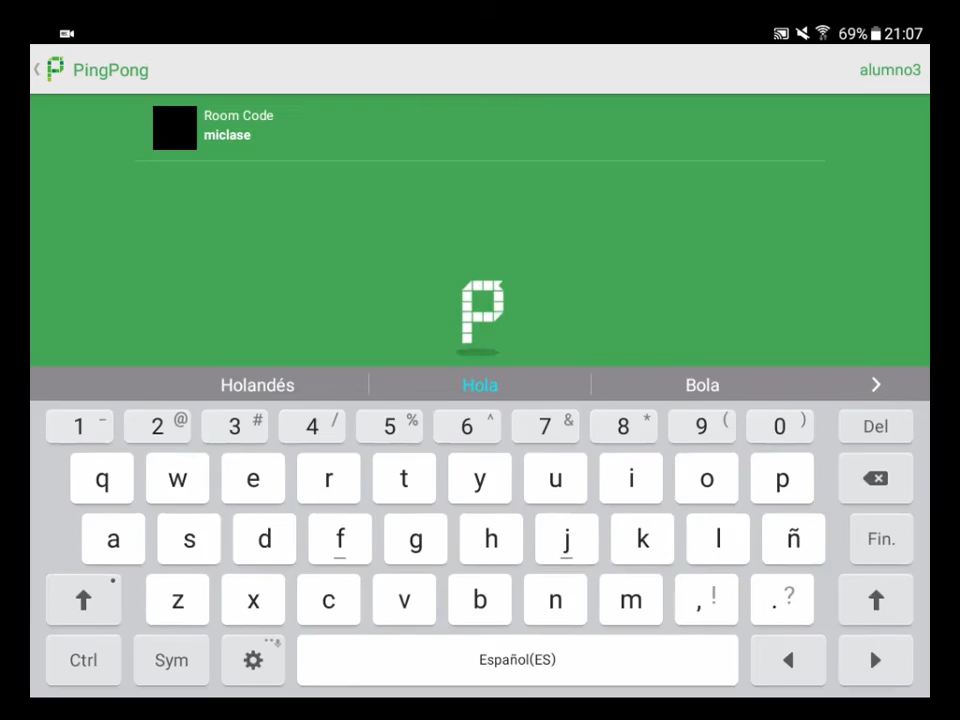 69% 21:07
PingPong alumno3
Room Code
miclase
Holandés Hola Bola
1 - 2 @ 3 # 4 / 5 % 6 ^ 7 & 8 * 9 ( 0 ) Del
q w e r t y u i o p
a s d f g h j k l ñ Fin.
z x c v b n m , ! . ?
Ctrl Sym Español(ES)